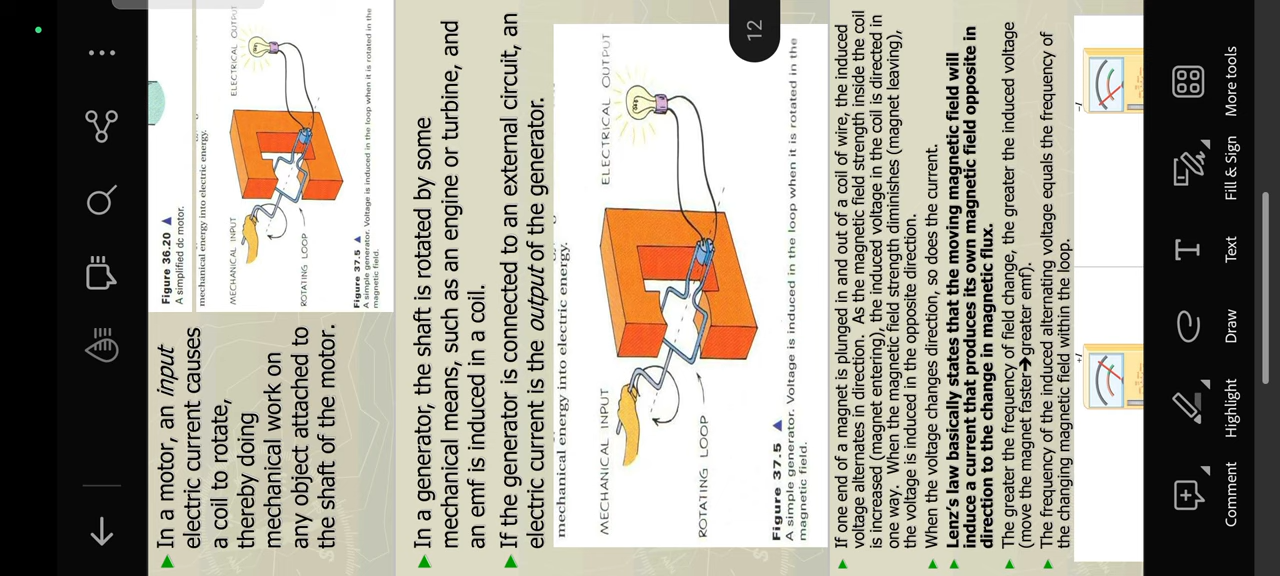 In a motor, an input
electric current causes
a coil to rotate,
thereby doing
mechanical work on
any object attached to
the shaft of the motor.
Figure 36.20
A simplified dc motor.
mechanical energy into electric energy.
MECHANICAL INPUT
ELECTRICAL OUTPUT
ROTATING LOOP
Figure 37.5
A simple generator. Voltage is induced in the loop when it is rotated in the
magnetic field.
In a generator, the shaft is rotated by some
mechanical means, such as an engine or turbine, and
an emf is induced in a coil.
If the generator is connected to an external circuit, an
electric current is the output of the generator.
12
mechanical energy into electric energy.
MECHANICAL INPUT
ELECTRICAL OUTPUT
ROTATING LOOP
Figure 37.5
A simple generator. Voltage is induced in the loop when it is rotated in the
magnetic field.
If one end of a magnet is plunged in and out of a coil of wire, the induced
voltage alternates in direction. As the magnetic field strength inside the coil
is increased (magnet entering), the induced voltage in the coil is directed in
one way. When the magnetic field strength diminishes (magnet leaving),
the voltage is induced in the opposite direction.
When the voltage changes direction, so does the current.
Lenz's law basically states that the moving magnetic field will
induce a current that produces its own magnetic field opposite in
direction to the change in magnetic flux.
The greater the frequency of field change, the greater the induced voltage
(move the magnet faster→greater emf).
The frequency of the induced alternating voltage equals the frequency of
the changing magnetic field within the loop.
+I
-I
Comment
Highlight
Draw
Text
Fill & Sign
More tools